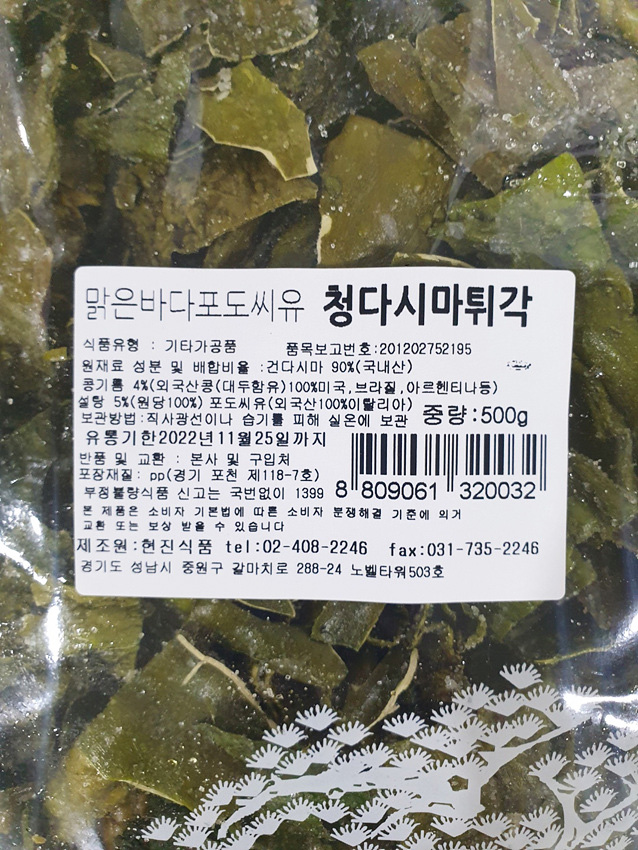 맑은바다포도씨유 청다시마튀각
식품유형 : 기타가공품 품목보고번호:201202752195
원재료 성분 및 배합비율 :건다시마 90%(국내산)
콩기름 4%(외국산콩(대두함유)100%미국,브라질,아르헨티나등)
설탕 5%(원당100%) 포도씨유(외국산100%이탈리아)
보관방법:직사광선이나 습기를 피해 실온에 보관 중량:500g
유통기한2022년11월25일까지
반품 및 교환 : 본사 및 구입처
포장재질: pp(경기 포천 제118-7호)
부정불량식품 신고는 국번없이 1399
8 809061 320032
본 제품은 소비자 기본법에 따른 소비자 분쟁해결 기준에 의거
교환 또는 보상 받을 수 있습니다
제조원:현진식품 tel:02-408-2246 fax:031-735-2246
경기도 성남시 중원구 갈마치로 288-24 노벨타워503호